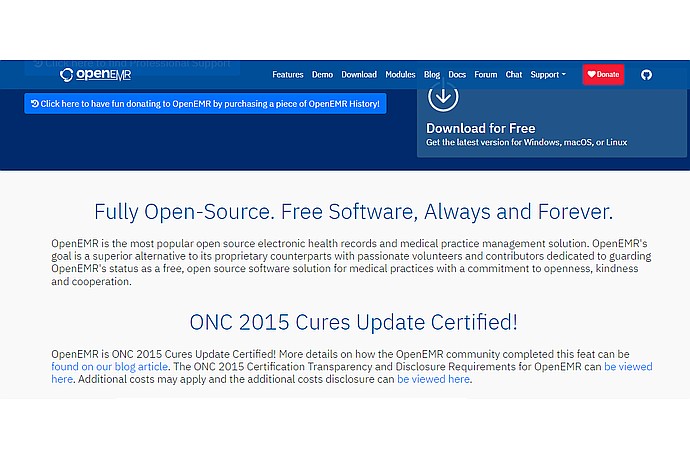 Click here to find Professional Support
openEMR
Features Demo Download Modules Blog Docs Forum Chat Support Donate
Click here to have fun donating to OpenEMR by purchasing a piece of OpenEMR History!
Download for Free
Get the latest version for Windows, macOS, or Linux
Fully Open-Source. Free Software, Always and Forever.
OpenEMR is the most popular open source electronic health records and medical practice management solution. OpenEMR's
goal is a superior alternative to its proprietary counterparts with passionate volunteers and contributors dedicated to guarding
OpenEMR's status as a free, open source software solution for medical practices with a commitment to openness, kindness
and cooperation.
ONC 2015 Cures Update Certified!
OpenEMR is ONC 2015 Cures Update Certified! More details on how the OpenEMR community completed this feat can be
found on our blog article. The ONC 2015 Certification Transparency and Disclosure Requirements for OpenEMR can be viewed
here. Additional costs may apply and the additional costs disclosure can be viewed here.